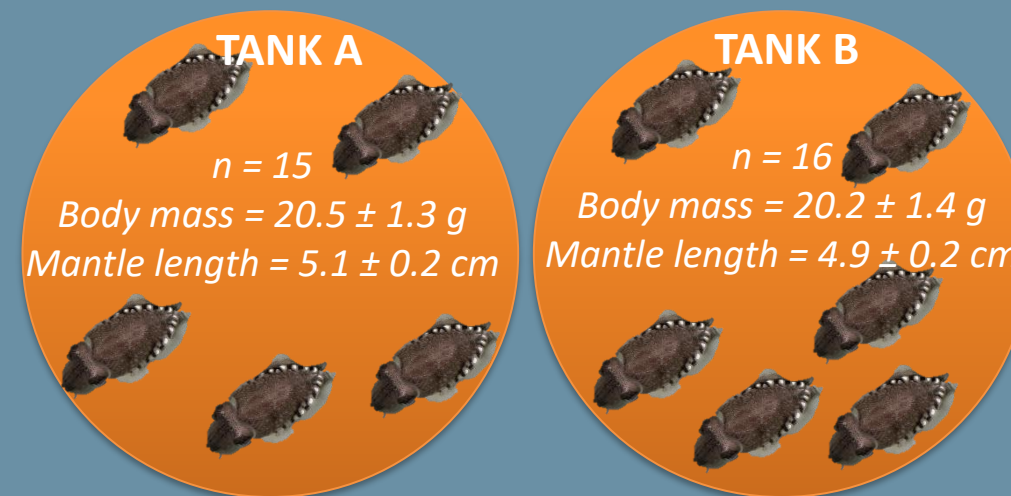 TANK A
n = 15
Body mass = 20.5 ± 1.3 g
Mantle length = 5.1 ± 0.2 cm
TANK B
n = 16
Body mass = 20.2 ± 1.4 g
Mantle length = 4.9 ± 0.2 cm